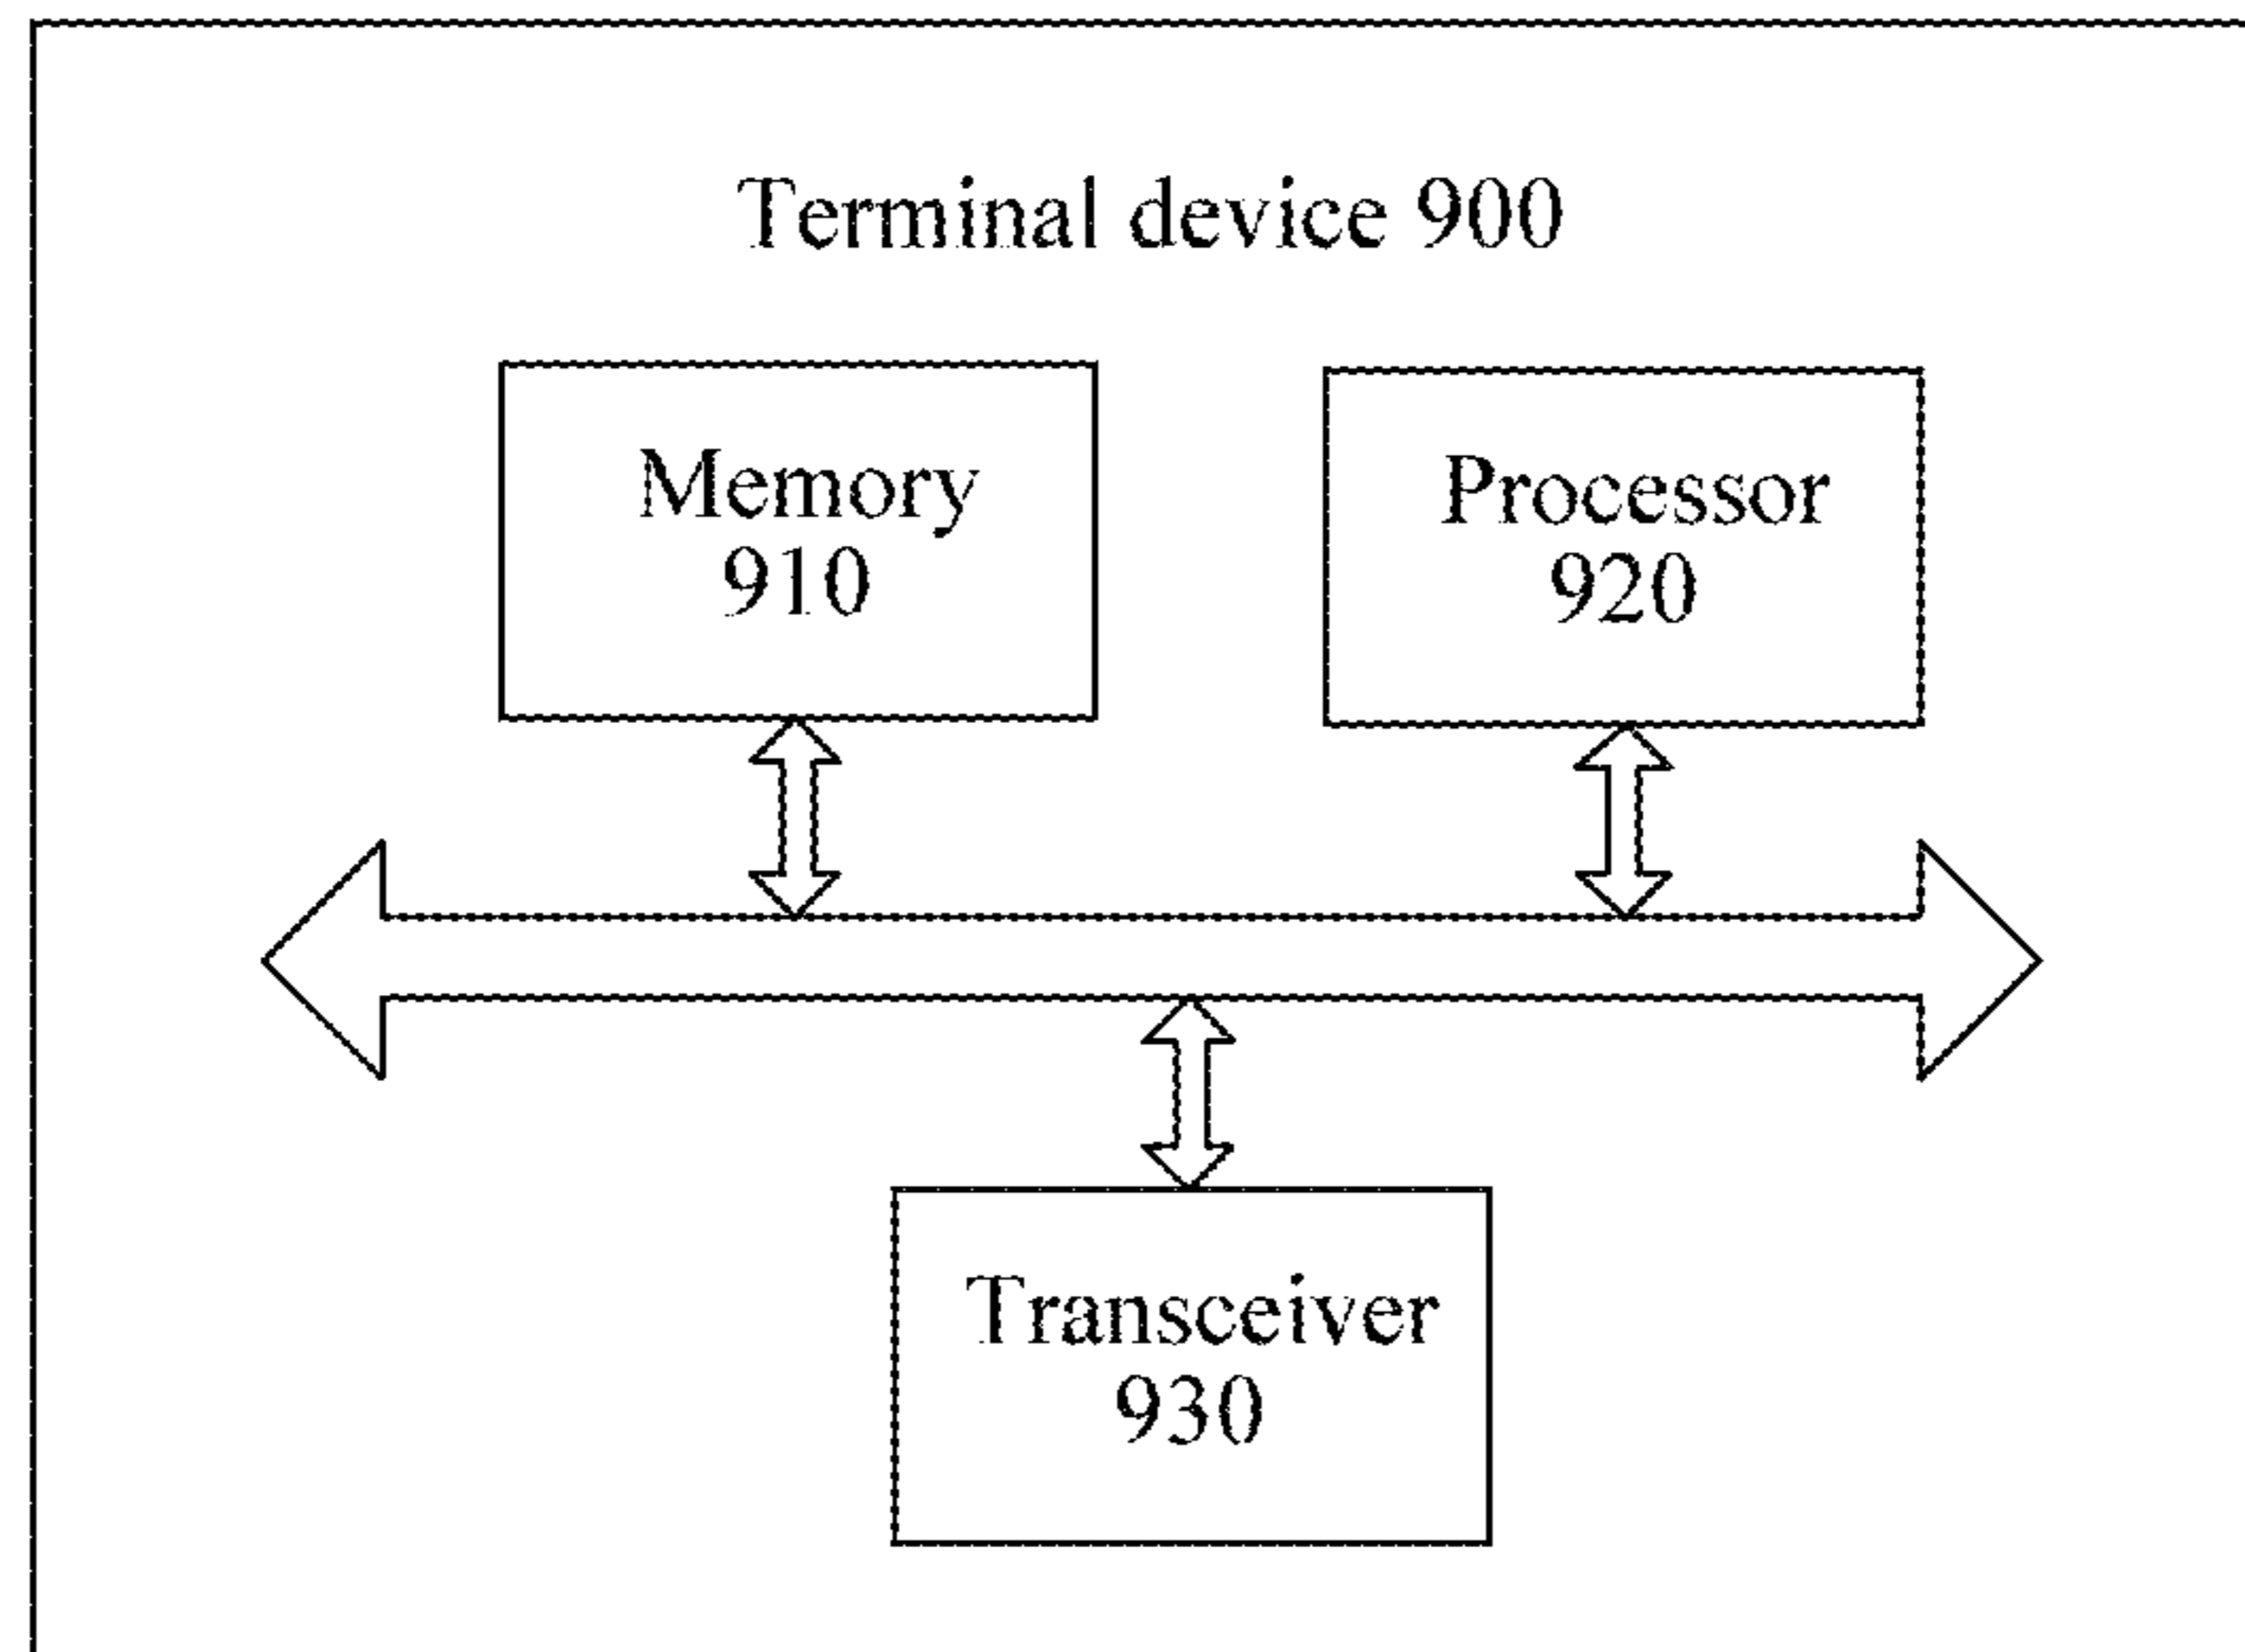 Terminal device 900
Memory
910
Processor
920
Transceiver
930